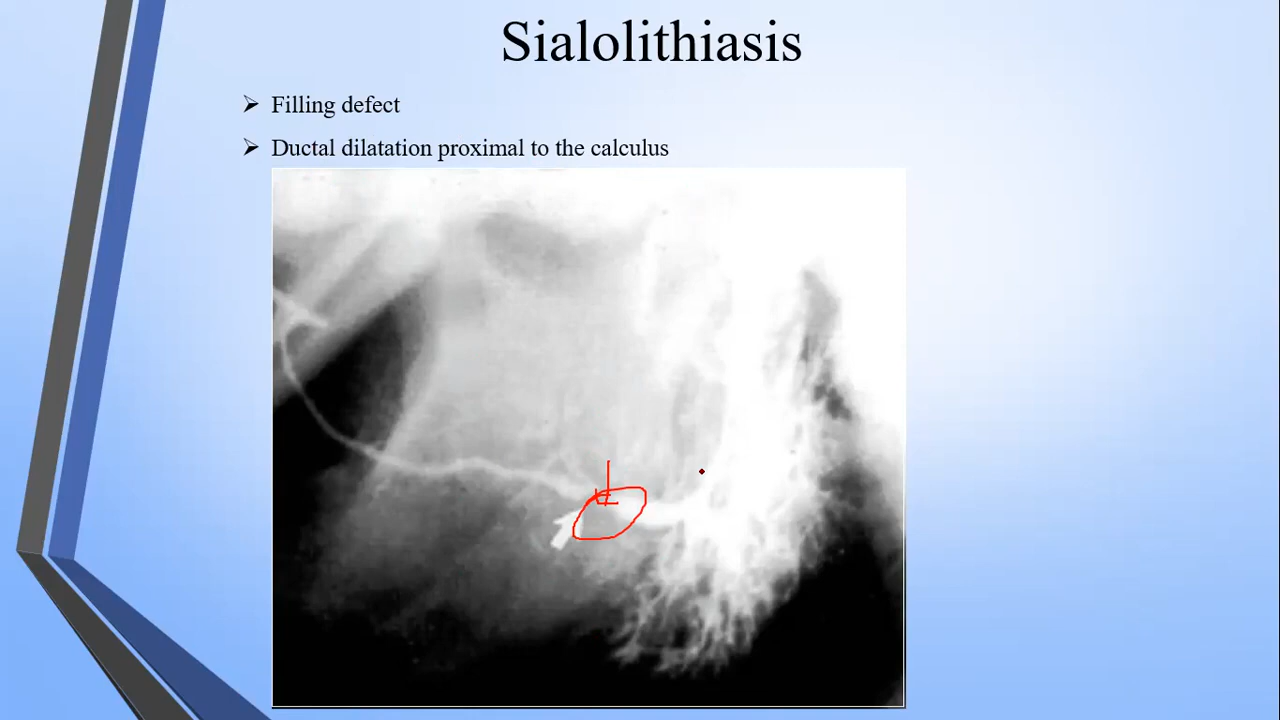 Sialolithiasis
Filling defect
Ductal dilatation proximal to the calculus